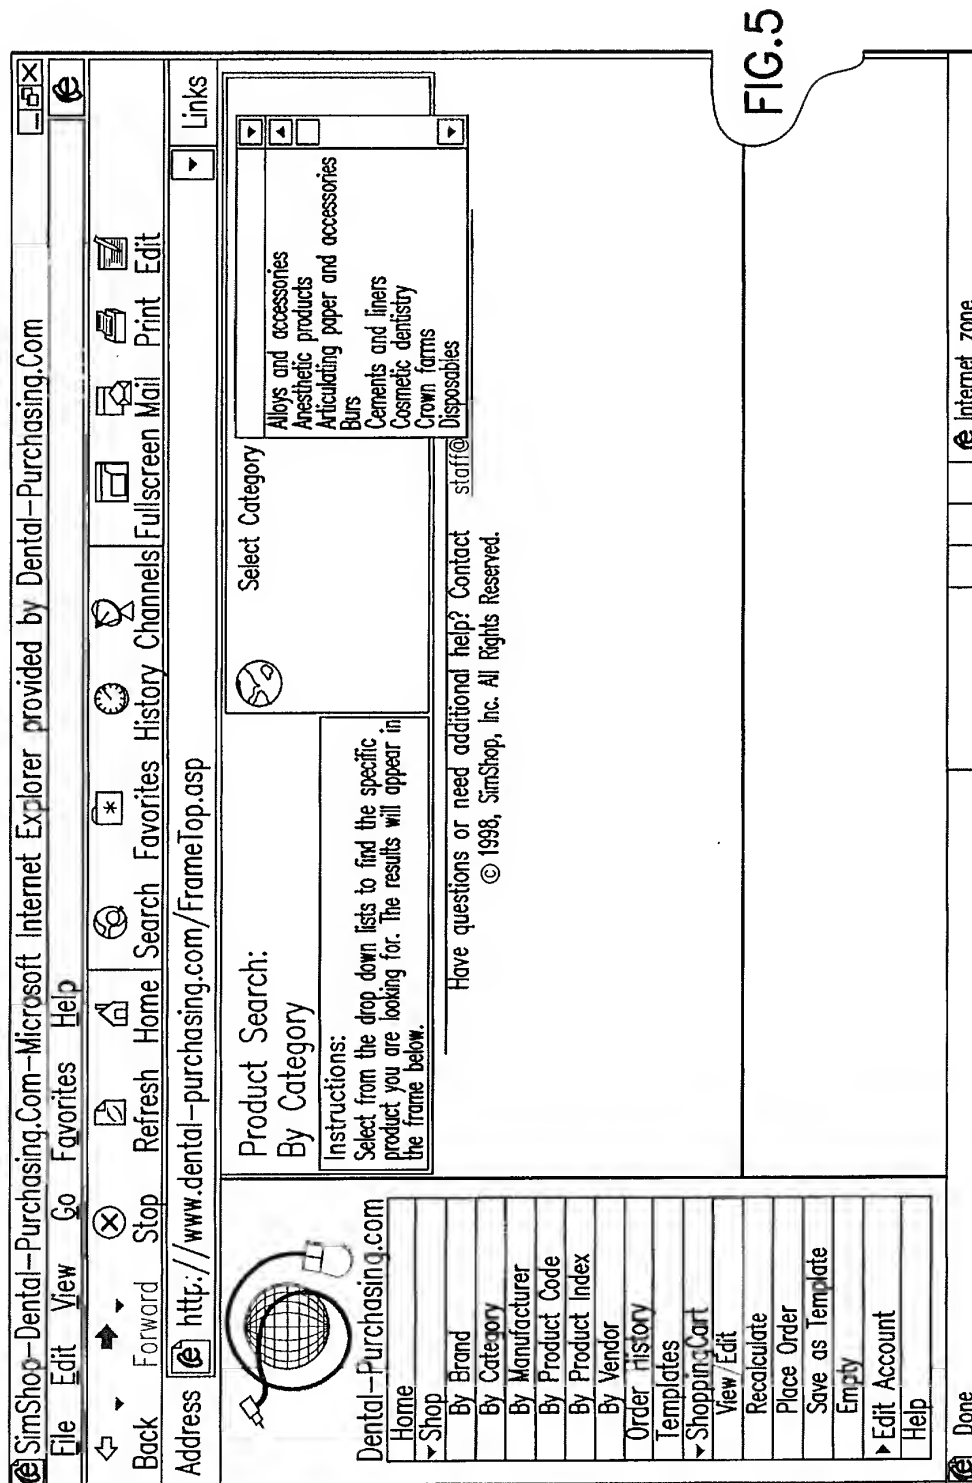 SimShop-Dental-Purchasing.Com-Microsoft Internet Explorer provided by Dental-Purchasing.Com
File Edit View Go Favorites Help
Back Forward Stop Refresh Home Search Favorites History Channels Fullscreen Mail Print Edit
Address http://www.dental-purchasing.com/FrameTop.asp Links
Dental-Purchasing.com
Home
Shop
By Brand
By Category
By Manufacturer
By Product Code
By Product Index
By Vendor
Order History
Templates
ShoppingCart
View/Edit
Recalculate
Place Order
Save as Template
Empty
Edit Account
Help
Product Search:
By Category
Instructions:
Select from the drop down lists to find the specific
product you are looking for. The results will appear in
the frame below.
Select Category
Alloys and accessories
Anesthetic products
Articulating paper and accessories
Burs
Cements and liners
Cosmetic dentistry
Crown farms
Disposables
Have questions or need additional help? Contact staff@
© 1998, SimShop, Inc. All Rights Reserved.
Done Internet zone
FIG.5